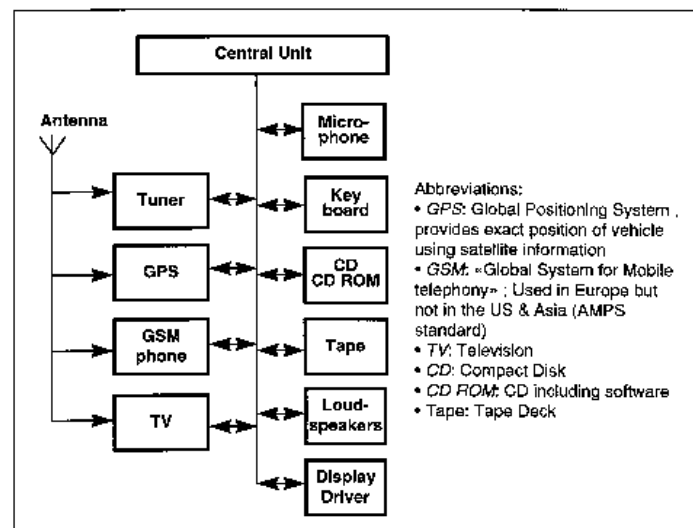 Central Unit
Antenna
Micro-
phone
Tuner
Key
board
GPS
CD
CD ROM
GSM
phone
Tape
TV
Loud-
speakers
Display
Driver
Abbreviations:
• GPS: Global Positioning System ,
provides exact position of vehicle
using satellite information
• GSM: «Global System for Mobile
telephony» ; Used in Europe but
not in the US & Asia (AMPS
standard)
• TV: Television
• CD: Compact Disk
• CD ROM: CD including software
• Tape: Tape Deck